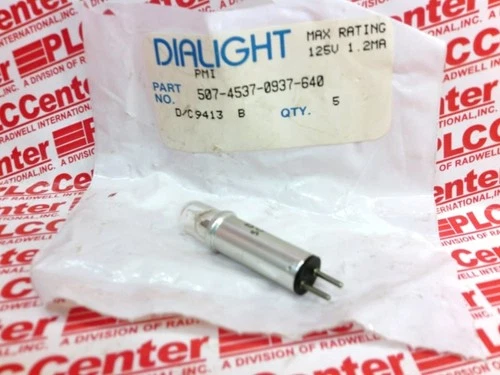 DIALIGHT
MAX RATING
125V 1.2MA
PMI
PART NO. 507-4537-0937-640
D/C9413 B QTY. 5
PLCCenter
A DIVISION OF RADWELL INTERNATIONAL, INC.